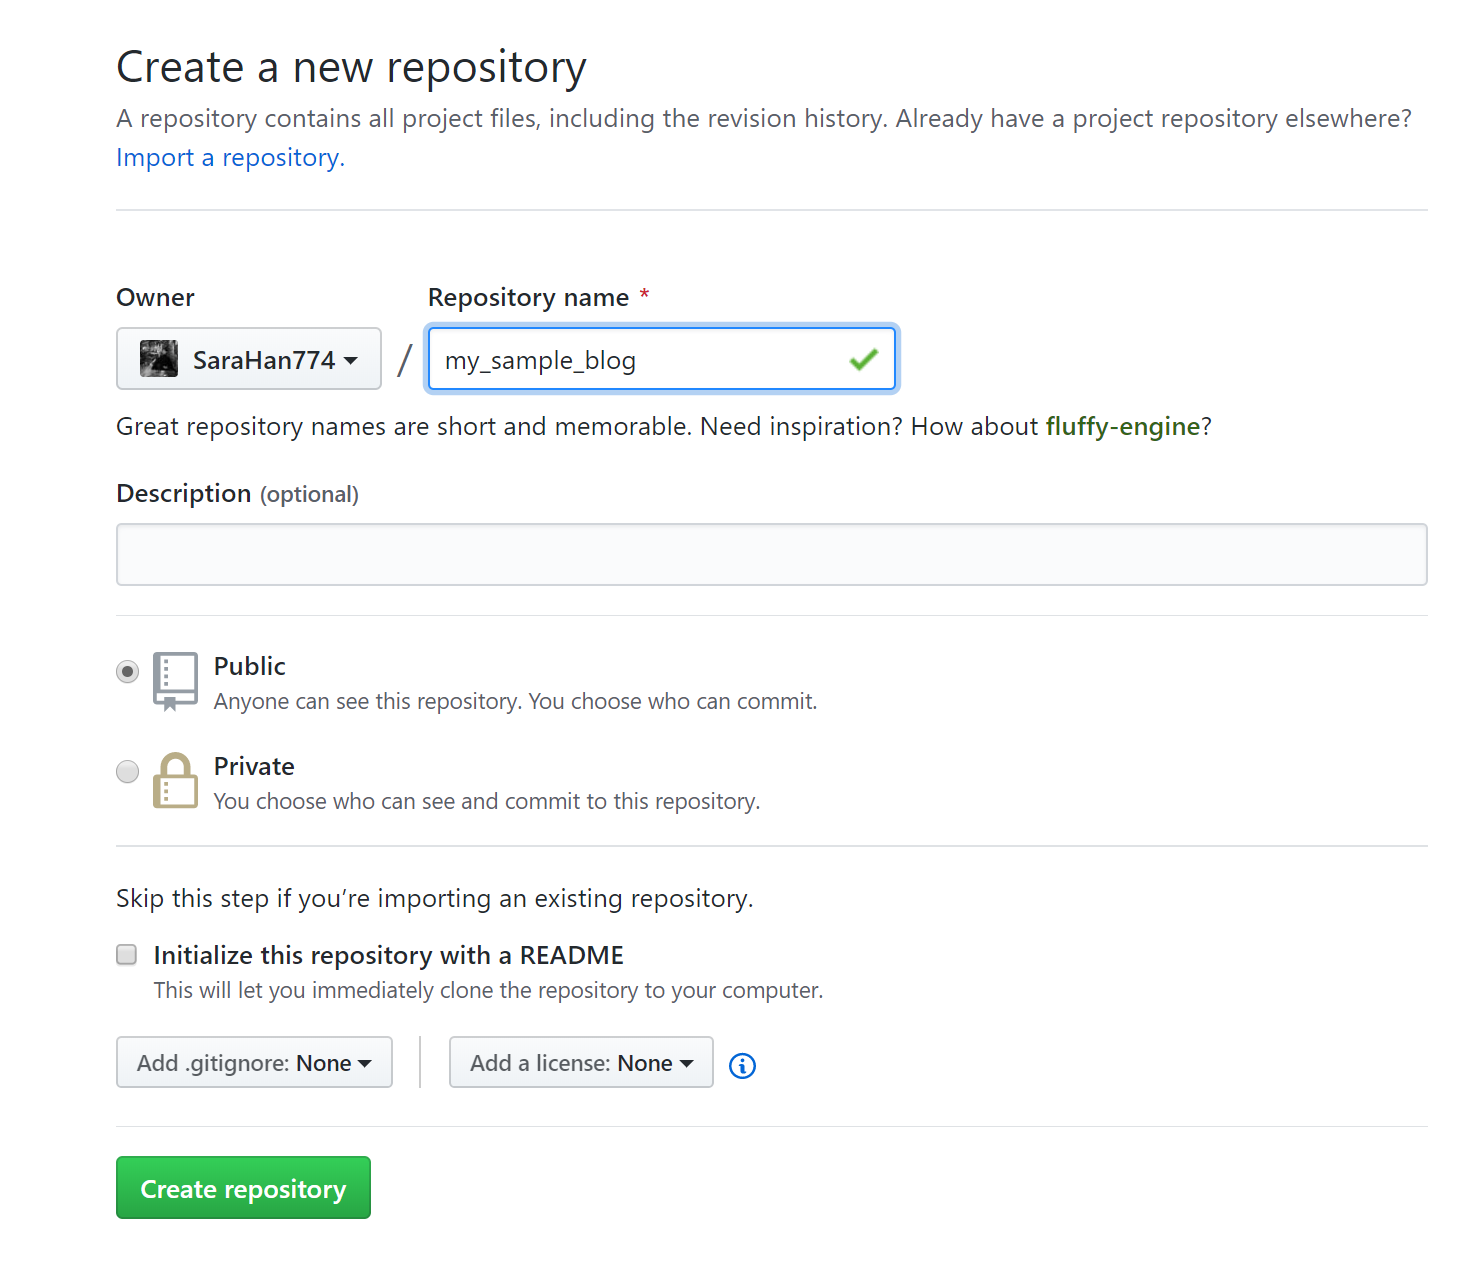 Create a new repository
A repository contains all project files, including the revision history. Already have a project repository elsewhere?
Import a repository.
Owner
Repository name *
SaraHan774 / my_sample_blog
Great repository names are short and memorable. Need inspiration? How about fluffy-engine?
Description (optional)
Public
Anyone can see this repository. You choose who can commit.
Private
You choose who can see and commit to this repository.
Skip this step if you’re importing an existing repository.
Initialize this repository with a README
This will let you immediately clone the repository to your computer.
Add .gitignore: None
Add a license: None
Create repository